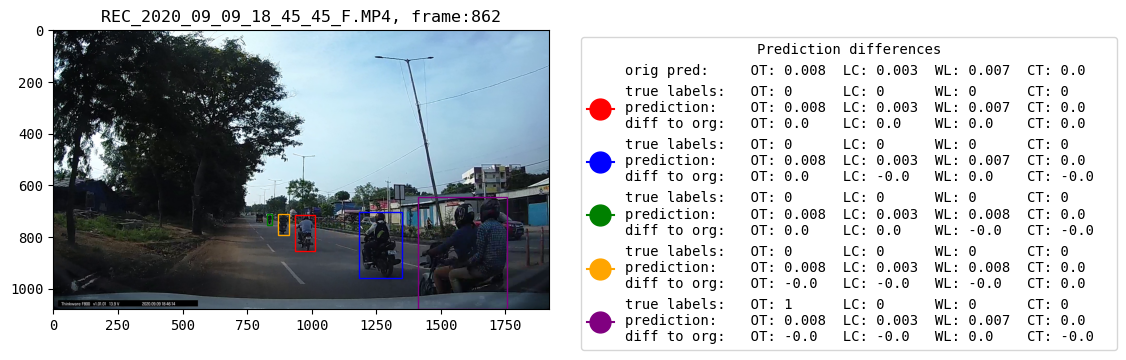 REC_2020_09_09_18_45_45_F.MP4, frame:862
0
200
400
600
800
1000
0 250 500 750 1000 1250 1500 1750
Prediction differences
orig pred: OT: 0.008 LC: 0.003 WL: 0.007 CT: 0.0
true labels: OT: 0 LC: 0 WL: 0 CT: 0
prediction: OT: 0.008 LC: 0.003 WL: 0.007 CT: 0.0
diff to org: OT: 0.0 LC: 0.0 WL: 0.0 CT: 0.0
true labels: OT: 0 LC: 0 WL: 0 CT: 0
prediction: OT: 0.008 LC: 0.003 WL: 0.007 CT: 0.0
diff to org: OT: 0.0 LC: -0.0 WL: 0.0 CT: -0.0
true labels: OT: 0 LC: 0 WL: 0 CT: 0
prediction: OT: 0.008 LC: 0.003 WL: 0.008 CT: 0.0
diff to org: OT: 0.0 LC: 0.0 WL: -0.0 CT: -0.0
true labels: OT: 0 LC: 0 WL: 0 CT: 0
prediction: OT: 0.008 LC: 0.003 WL: 0.008 CT: 0.0
diff to org: OT: -0.0 LC: -0.0 WL: -0.0 CT: 0.0
true labels: OT: 1 LC: 0 WL: 0 CT: 0
prediction: OT: 0.008 LC: 0.003 WL: 0.007 CT: 0.0
diff to org: OT: -0.0 LC: -0.0 WL: 0.0 CT: -0.0